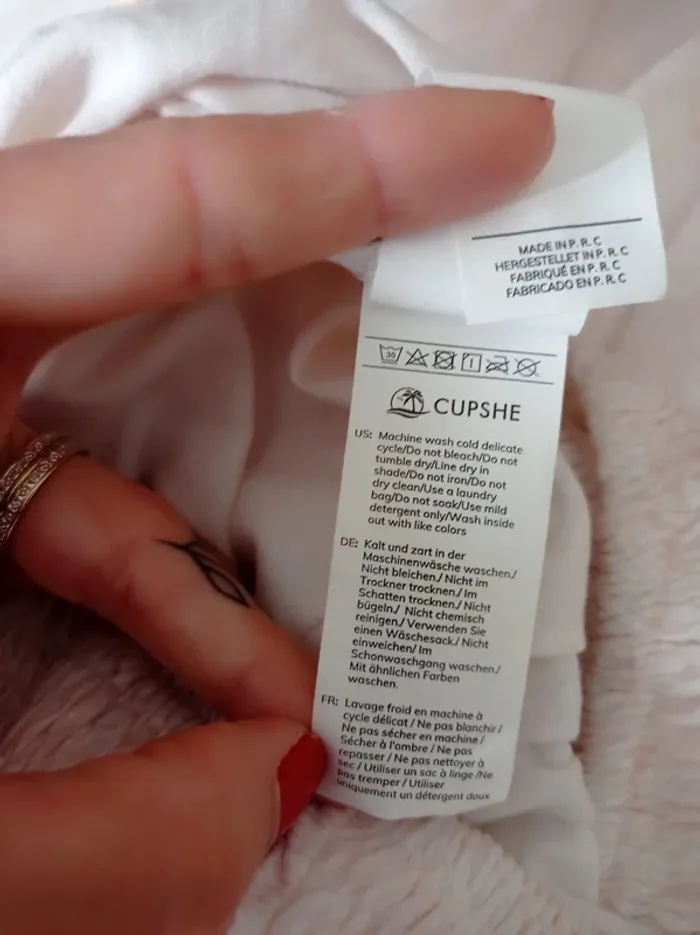 MADE IN P. R. C
HERGESTELLET IN P. R. C
FABRIQUÉ EN P. R. C
FABRICADO EN P. R. C
30
CUPSHE
US: Machine wash cold delicate
cycle/Do not bleach/Do not
tumble dry/Line dry in
shade/Do not iron/Do not
dry clean/Use a laundry
bag/Do not soak/Use mild
detergent only/Wash inside
out with like colors
DE: Kalt und zart in der
Maschinenwäsche waschen./
Nicht bleichen./ Nicht im
Trockner trocknen./ Im
Schatten trocknen./ Nicht
bügeln./ Nicht chemisch
reinigen./ Verwenden Sie
einen Wäschesack./ Nicht
einweichen/ Im
Schonwaschgang waschen./
Mit ähnlichen Farben
waschen.
FR: Lavage froid en machine à
cycle délicat / Ne pas blanchir /
Ne pas sécher en machine /
Sécher à l'ombre / Ne pas
repasser / Ne pas nettoyer à
sec / Utiliser un sac à linge /Ne
pas tremper / Utiliser
uniquement un détergent doux